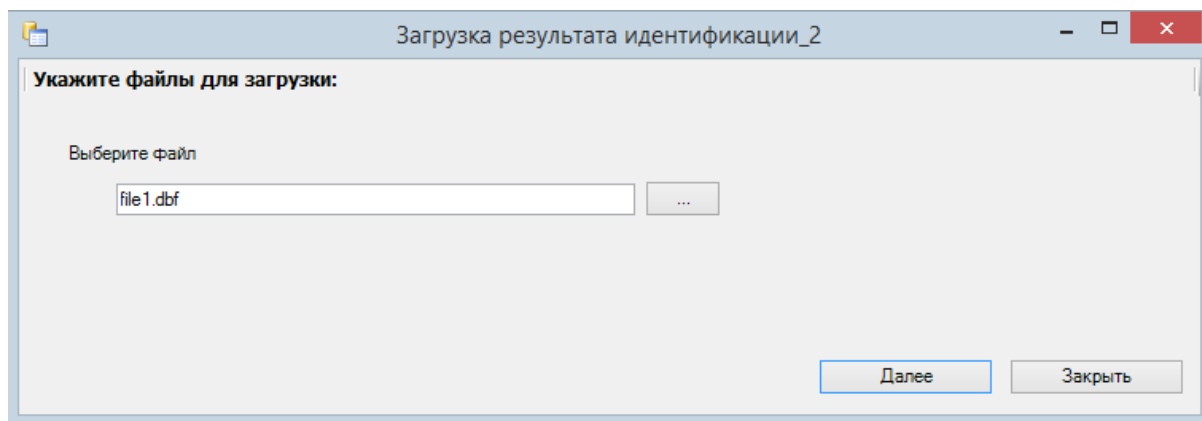 Загрузка результата идентификации_2
Укажите файлы для загрузки:
Выберите файл
file1.dbf
...
Далее
Закрыть